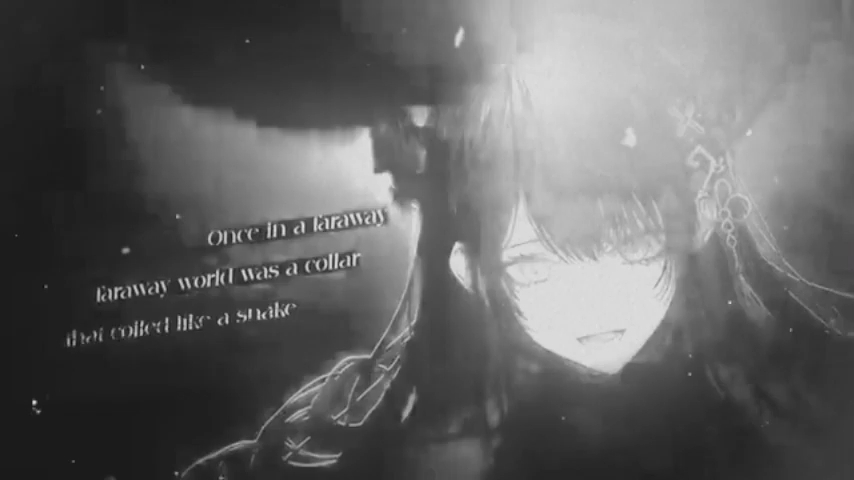 Once in a faraway
faraway world was a collar
that coiled like a snake